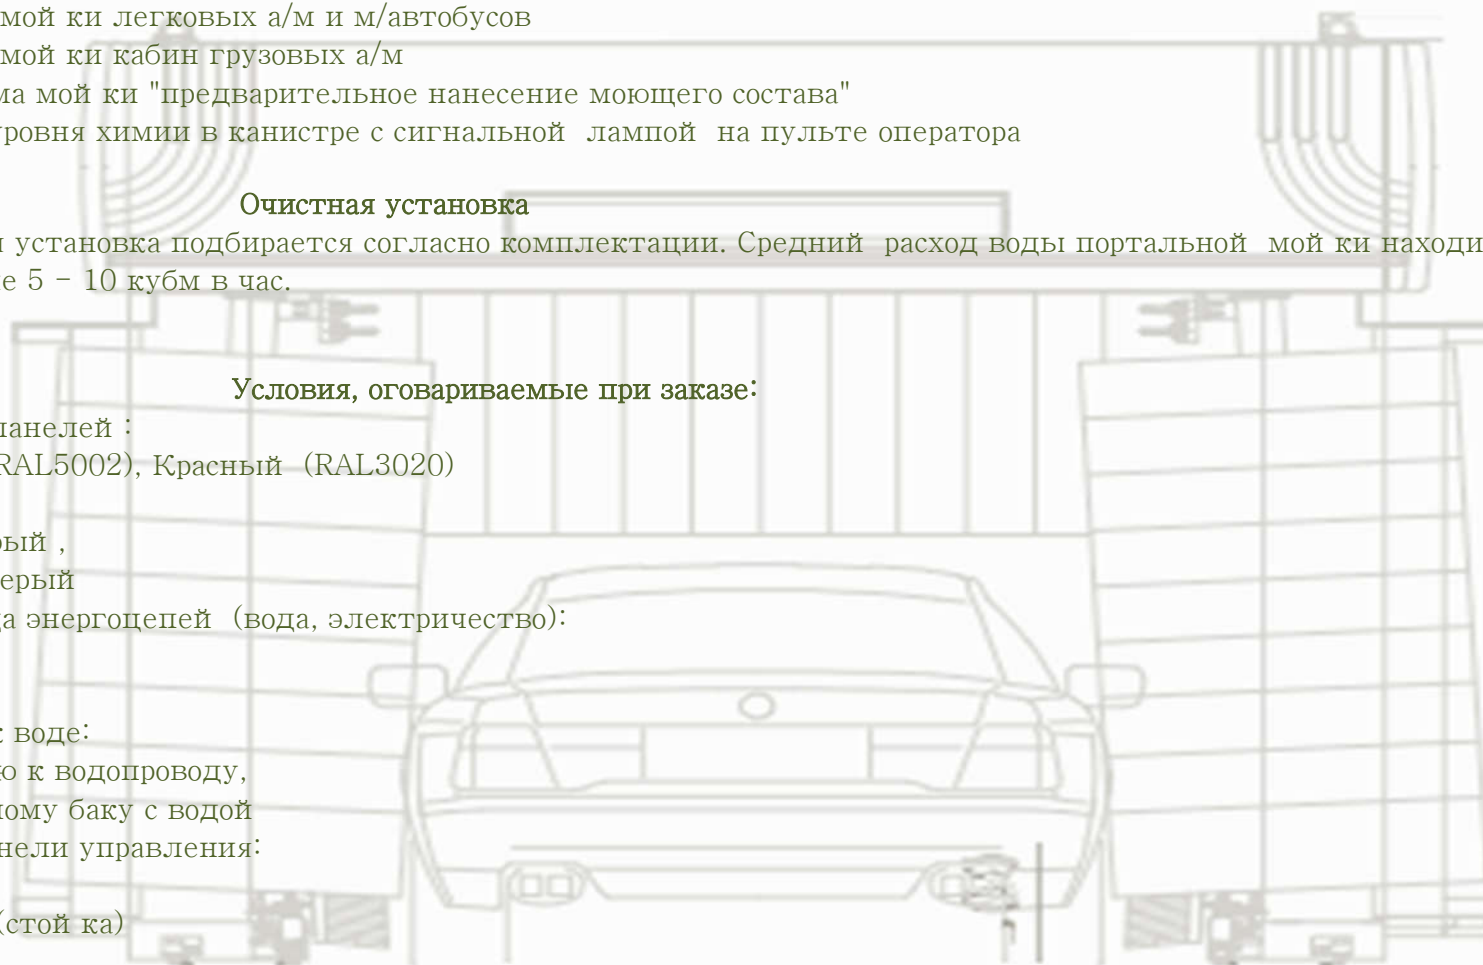 мой ки легковых а/м и м/автобусов
мой ки кабин грузовых а/м
ма мой ки "предварительное нанесение моющего состава"
уровня химии в канистре с сигнальной лампой на пульте оператора
Очистная установка
я установка подбирается согласно комплектации. Средний расход воды портальной мой ки находи
е 5 - 10 кубм в час.
Условия, оговариваемые при заказе:
панелей :
RAL5002), Красный (RAL3020)
рый ,
ерый
да энергоцепей (вода, электричество):
к воде:
ю к водопроводу,
ному баку с водой
нели управления:
(стой ка)